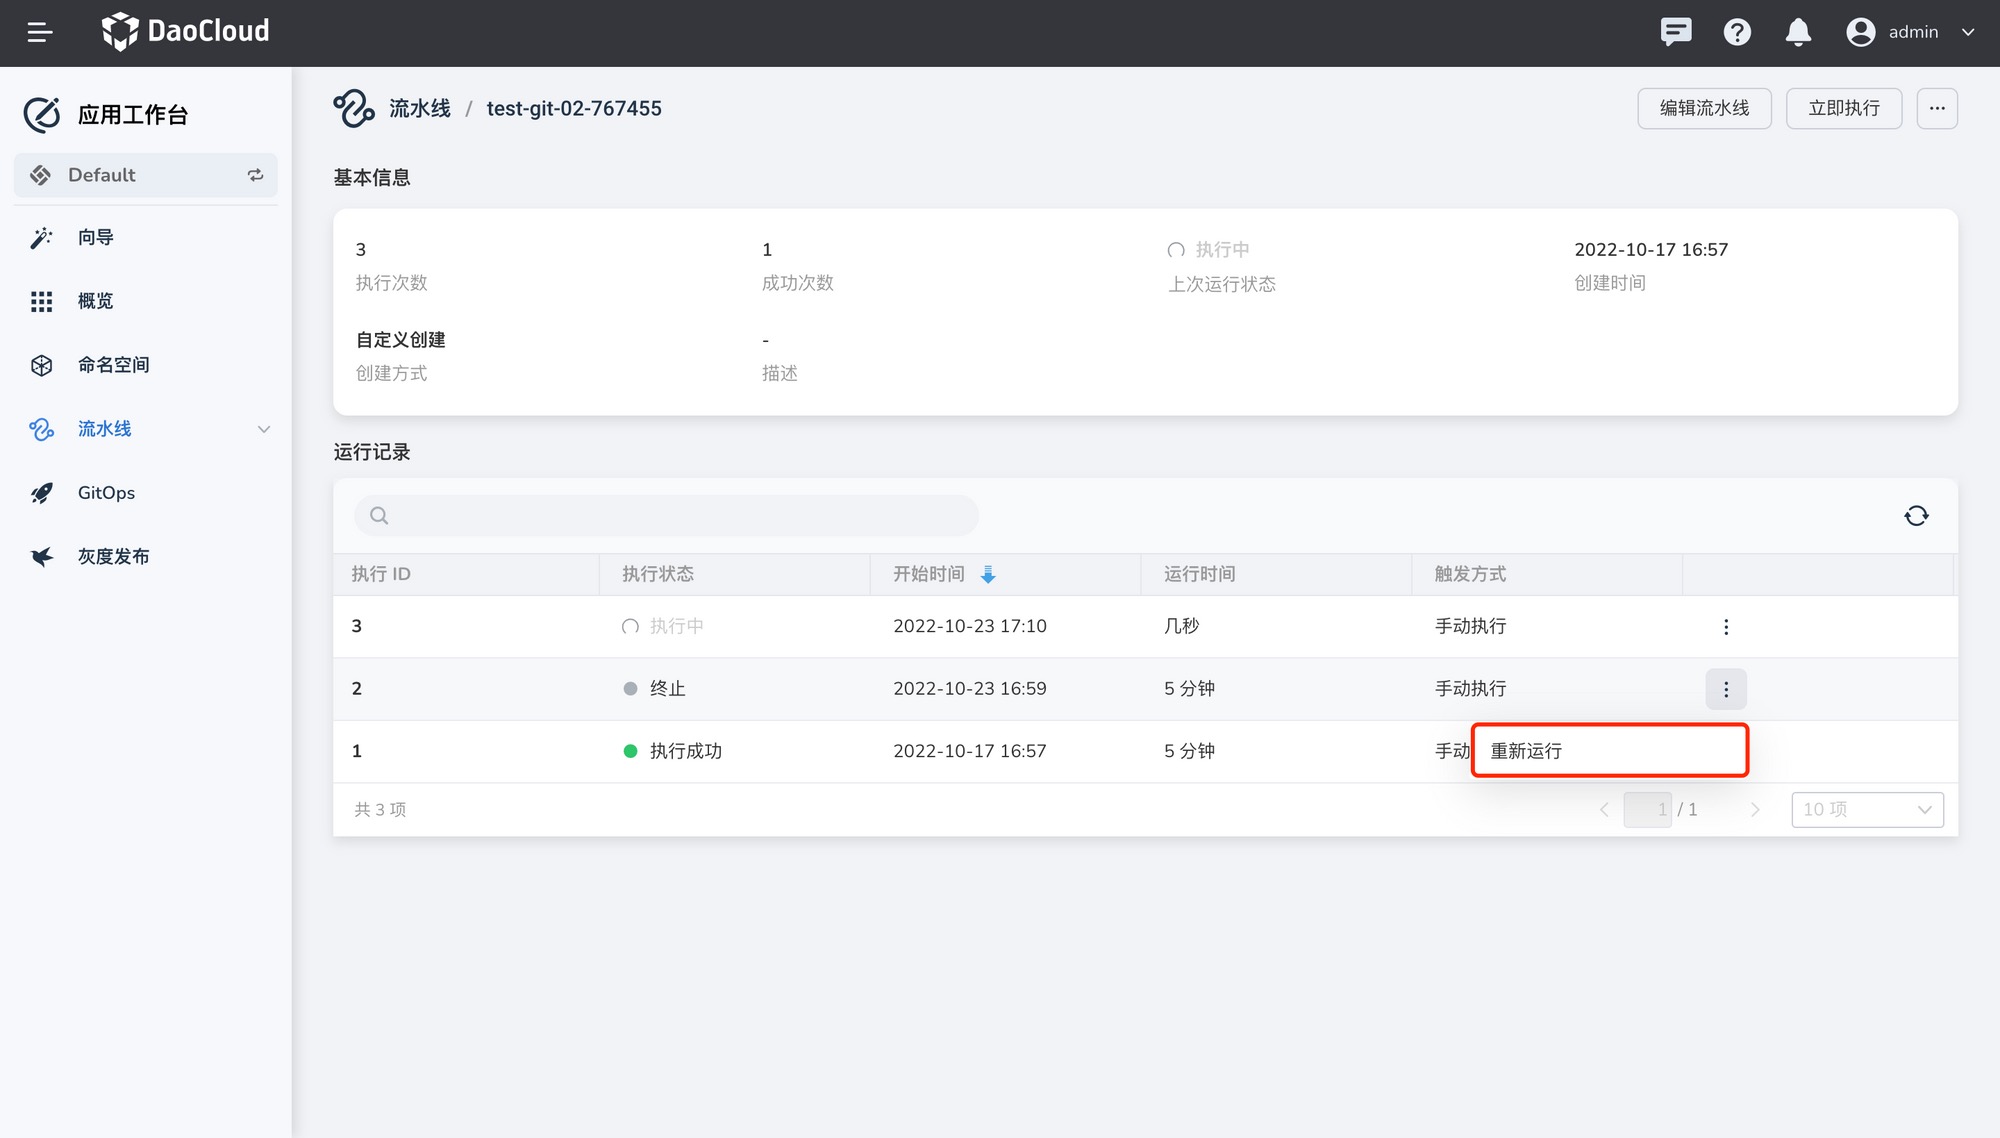 DaoCloud
admin
应用工作台
Default
向导
概览
命名空间
流水线
GitOps
灰度发布
流水线 / test-git-02-767455
编辑流水线
立即执行
基本信息
3
执行次数
1
成功次数
执行中
上次运行状态
2022-10-17 16:57
创建时间
自定义创建
创建方式
-
描述
运行记录
执行 ID 执行状态 开始时间 运行时间 触发方式
3 执行中 2022-10-23 17:10 几秒 手动执行
2 终止 2022-10-23 16:59 5 分钟 手动执行
1 执行成功 2022-10-17 16:57 5 分钟 手动
重新运行
共 3 项
1 / 1
10 项